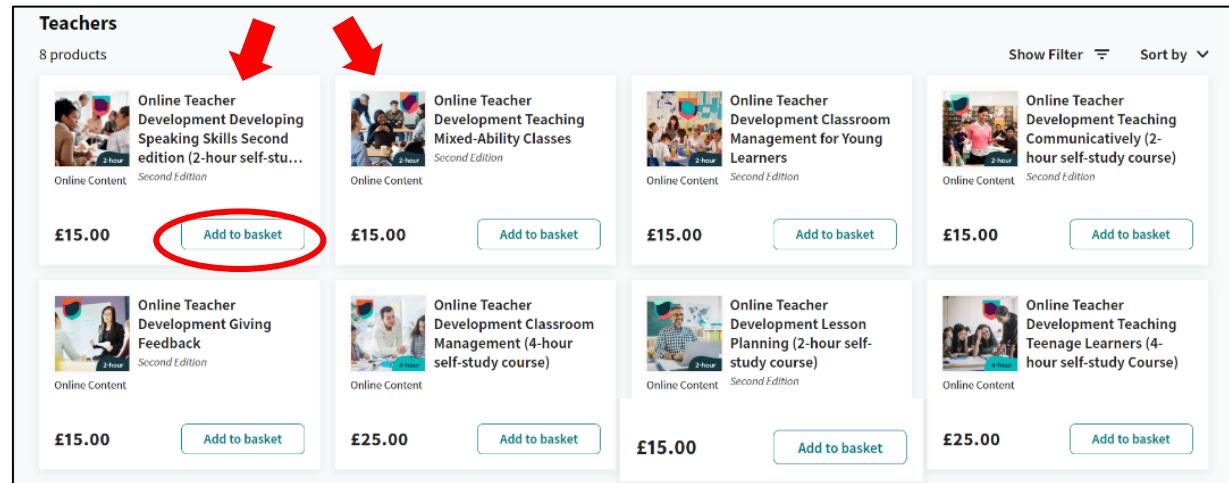 Teachers
8 products
Show Filter
Sort by
Online Teacher
Development Developing
Speaking Skills Second
edition (2-hour self-stu...
Second Edition
2-hour
Online Content
£15.00
Add to basket
Online Teacher
Development Teaching
Mixed-Ability Classes
Second Edition
2-hour
Online Content
£15.00
Add to basket
Online Teacher
Development Classroom
Management for Young
Learners
Second Edition
2-hour
Online Content
£15.00
Add to basket
Online Teacher
Development Teaching
Communicatively (2-
hour self-study course)
Second Edition
2-hour
Online Content
£15.00
Add to basket
Online Teacher
Development Giving
Feedback
Second Edition
2-hour
Online Content
£15.00
Add to basket
Online Teacher
Development Classroom
Management (4-hour
self-study course)
4-hour
Online Content
£25.00
Add to basket
Online Teacher
Development Lesson
Planning (2-hour self-
study course)
Second Edition
2-hour
Online Content
£15.00
Add to basket
Online Teacher
Development Teaching
Teenage Learners (4-
hour self-study Course)
4-hour
Online Content
£25.00
Add to basket